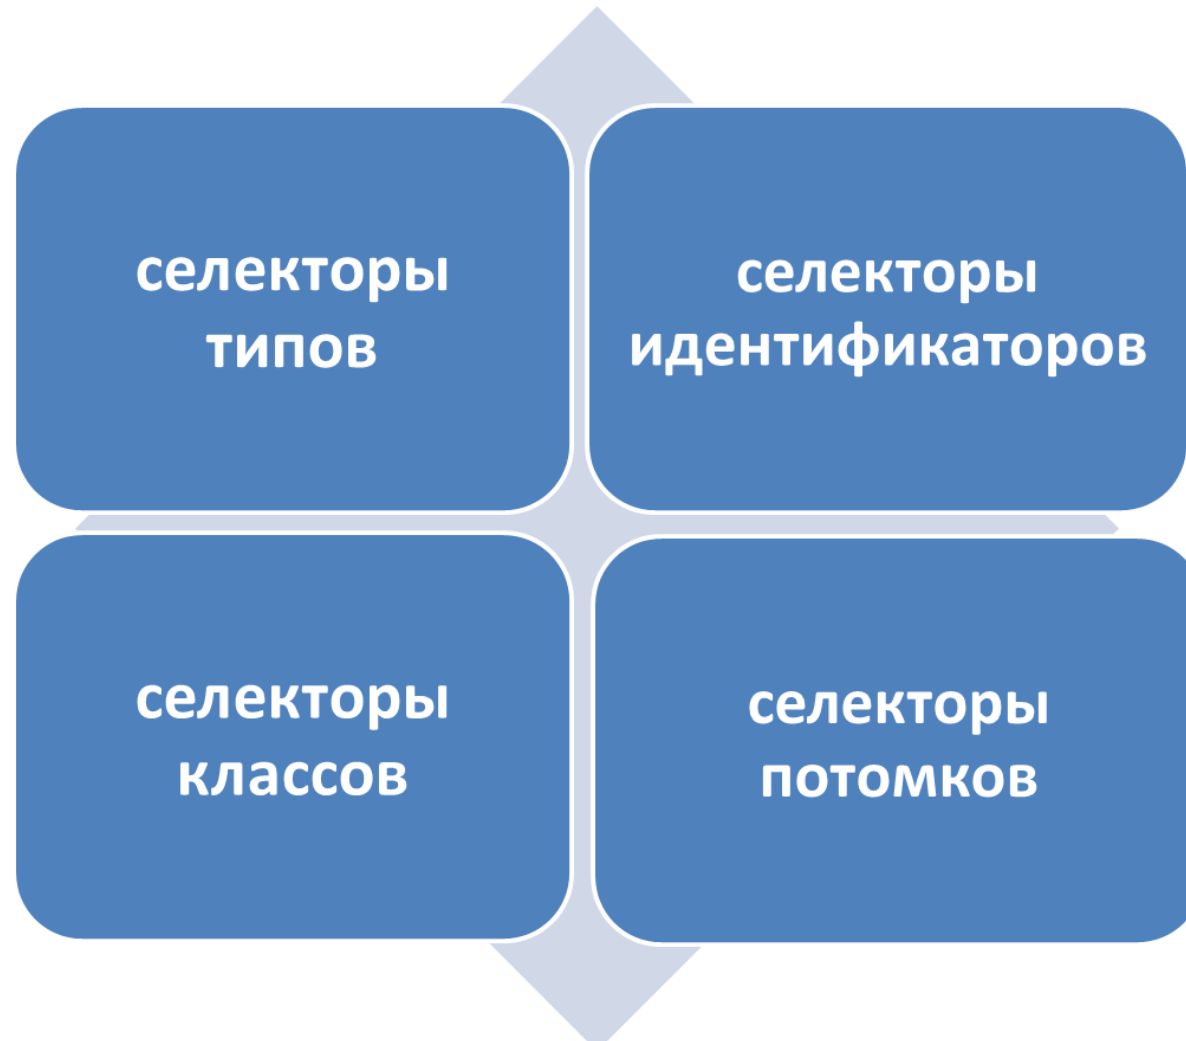 селекторы
типов
селекторы
идентификаторов
селекторы
классов
селекторы
потомков